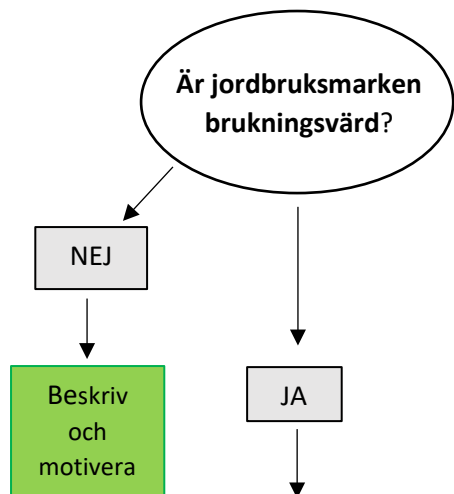 Är jordbruksmarken
brukningsvärd?
NEJ
Beskriv
och
motivera
JA